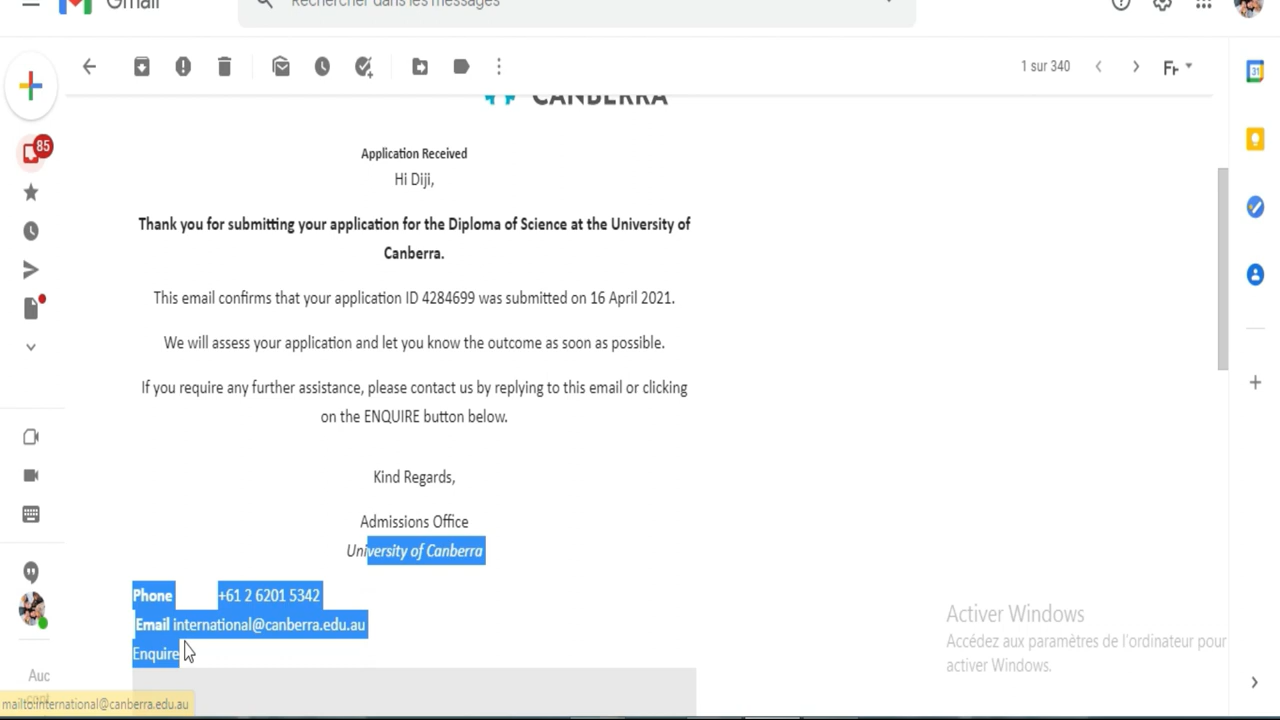 Gmail
Rechercher dans les messages
1 sur 340
Fr
85
31
CANBERRA
Application Received
Hi Diji,
Thank you for submitting your application for the Diploma of Science at the University of
Canberra.
This email confirms that your application ID 4284699 was submitted on 16 April 2021.
We will assess your application and let you know the outcome as soon as possible.
If you require any further assistance, please contact us by replying to this email or clicking
on the ENQUIRE button below.
Kind Regards,
Admissions Office
University of Canberra
Phone +61 2 6201 5342
Email international@canberra.edu.au
Enquire
Activer Windows
Accédez aux paramètres de l'ordinateur pour
activer Windows.
Auc
mailto:international@canberra.edu.au